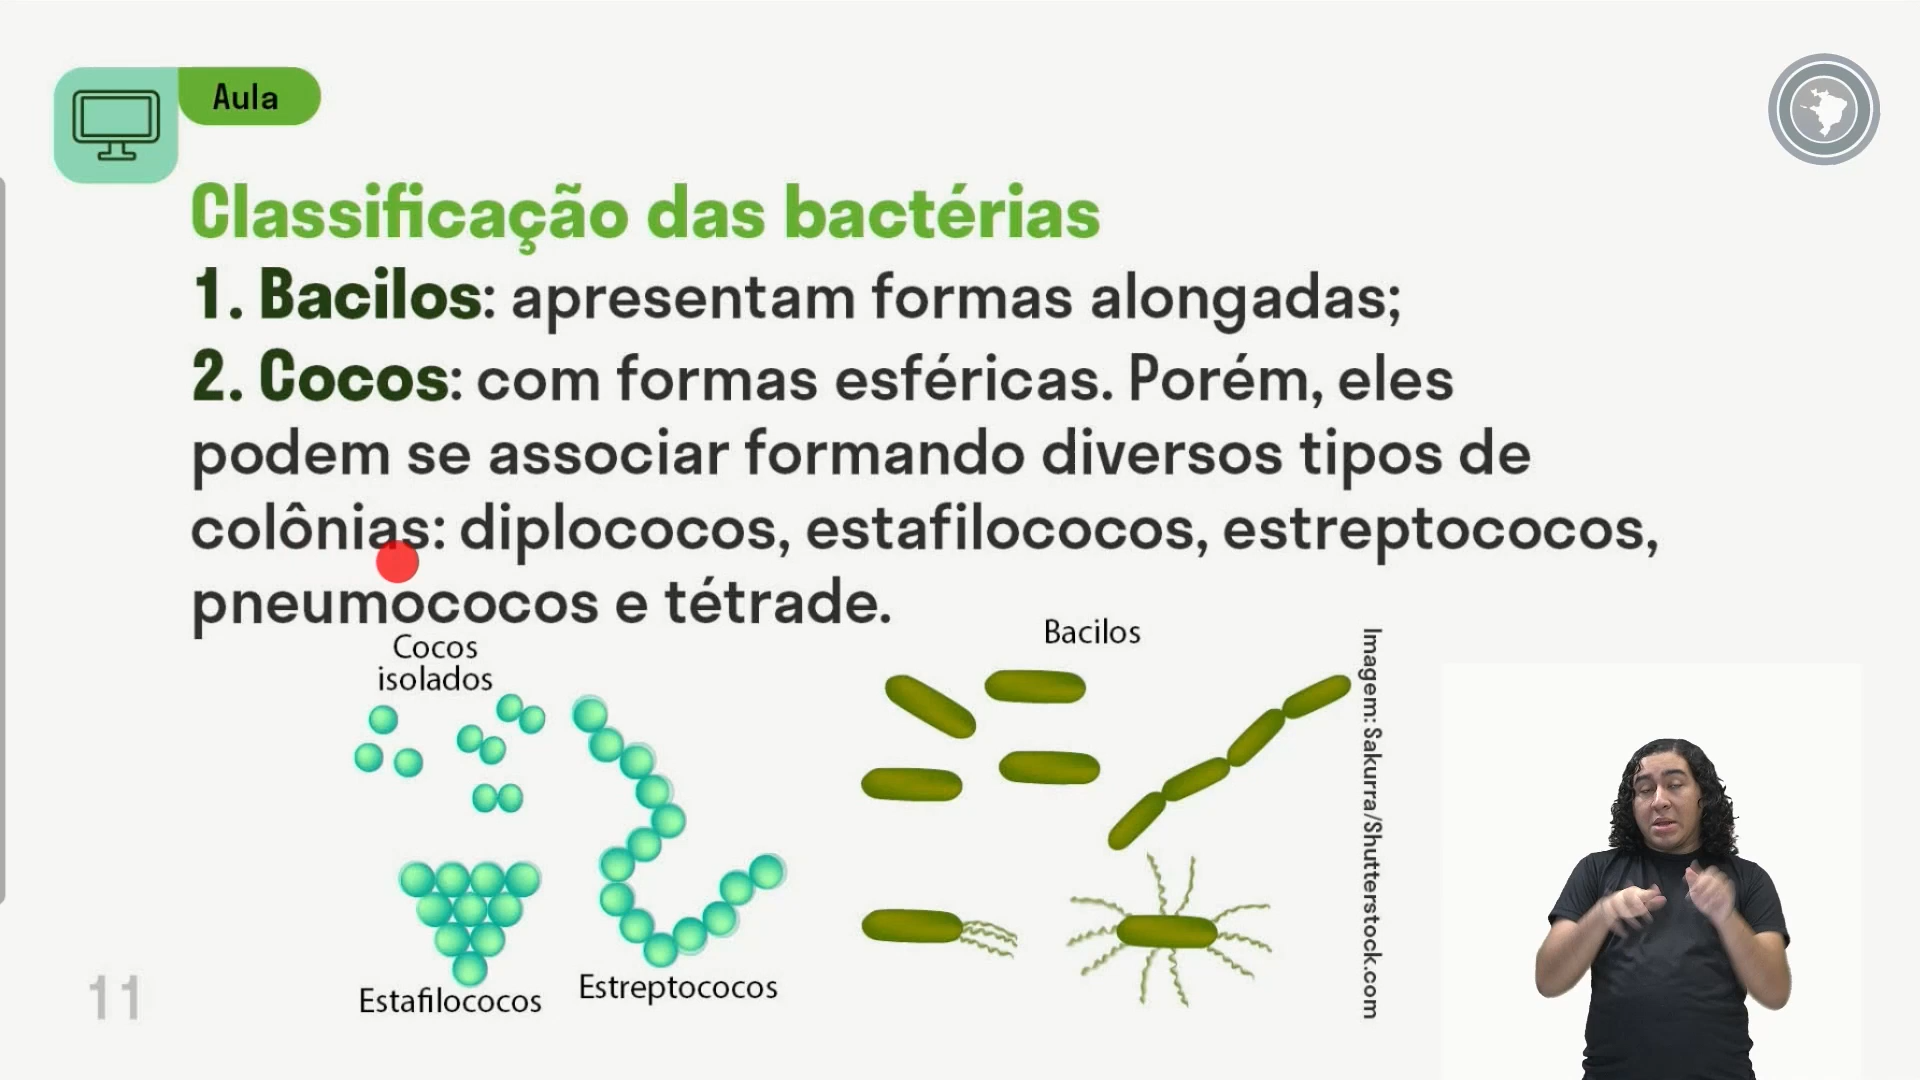 Aula
Classificação das bactérias
1. Bacilos: apresentam formas alongadas;
2. Cocos: com formas esféricas. Porém, eles
podem se associar formando diversos tipos de
colônias: diplococos, estafilococos, estreptococos,
pneumococos e tétrade.
Cocos
isolados
Bacilos
Estafilococos
Estreptococos
Imagem: Sakurra/Shutterstock.com
11